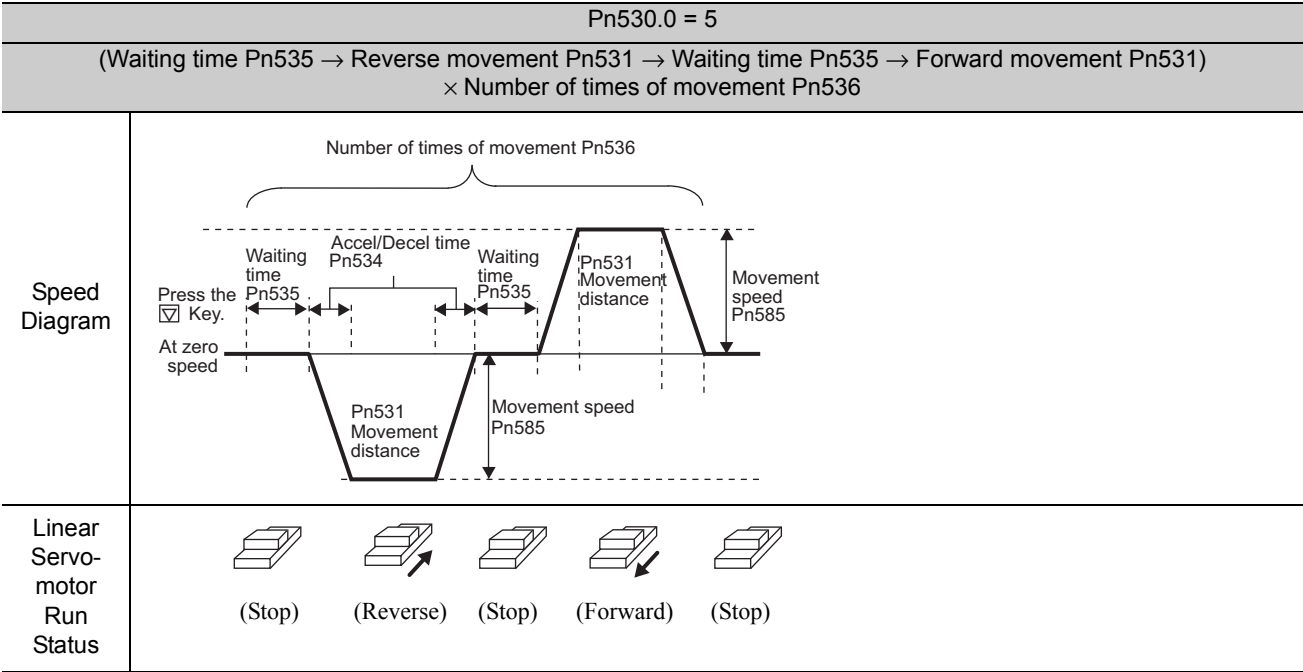 Pn530.0 = 5
(Waiting time Pn535 → Reverse movement Pn531 → Waiting time Pn535 → Forward movement Pn531)
× Number of times of movement Pn536
Speed
Diagram
Number of times of movement Pn536
Waiting
time
Pn535
Accel/Decel time
Pn534
Waiting
time
Pn535
Pn531
Movement
distance
Movement
speed
Pn585
Press the
▽ Key.
At zero
speed
Pn531
Movement
distance
Movement speed
Pn585
Linear
Servo-
motor
Run
Status
(Stop)
(Reverse)
(Stop)
(Forward)
(Stop)